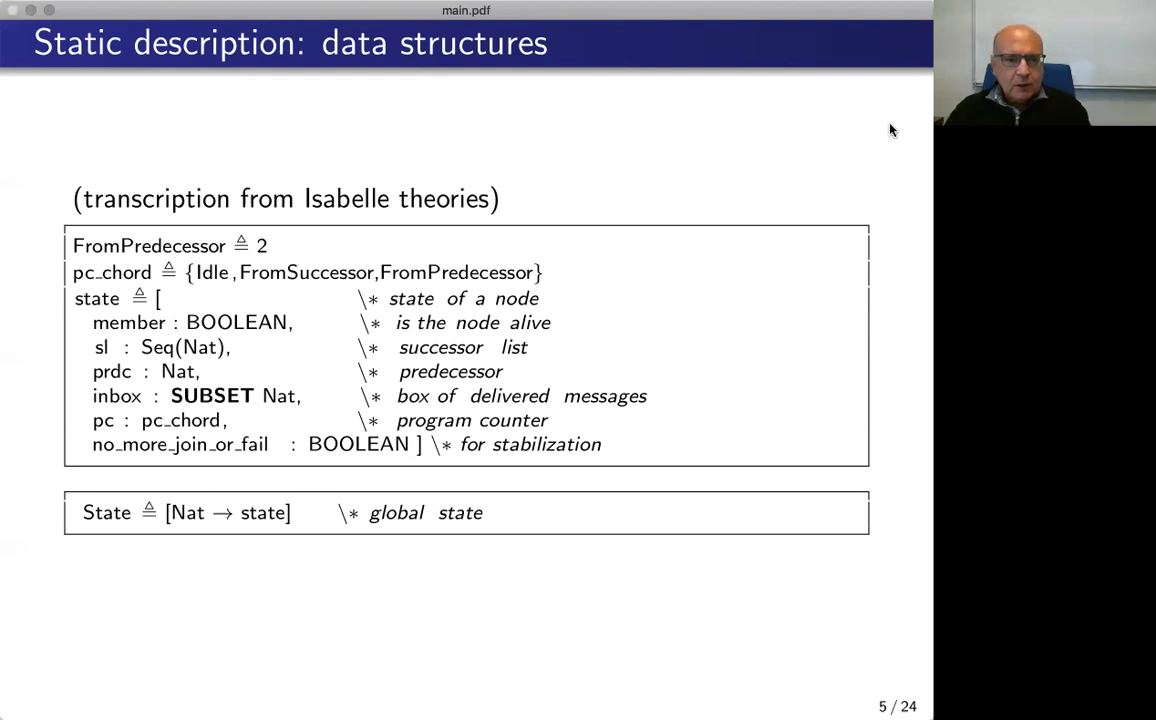 main.pdf
Static description: data structures
(transcription from Isabelle theories)
FromPredecessor ≜ 2
pc_chord ≜ {Idle ,FromSuccessor,FromPredecessor}
state ≜ [ \* state of a node
member : BOOLEAN, \* is the node alive
sl : Seq(Nat), \* successor list
prdc : Nat, \* predecessor
inbox : SUBSET Nat, \* box of delivered messages
pc : pc_chord, \* program counter
no_more_join_or_fail : BOOLEAN ] \* for stabilization
State ≜ [Nat → state] \* global state
5 / 24